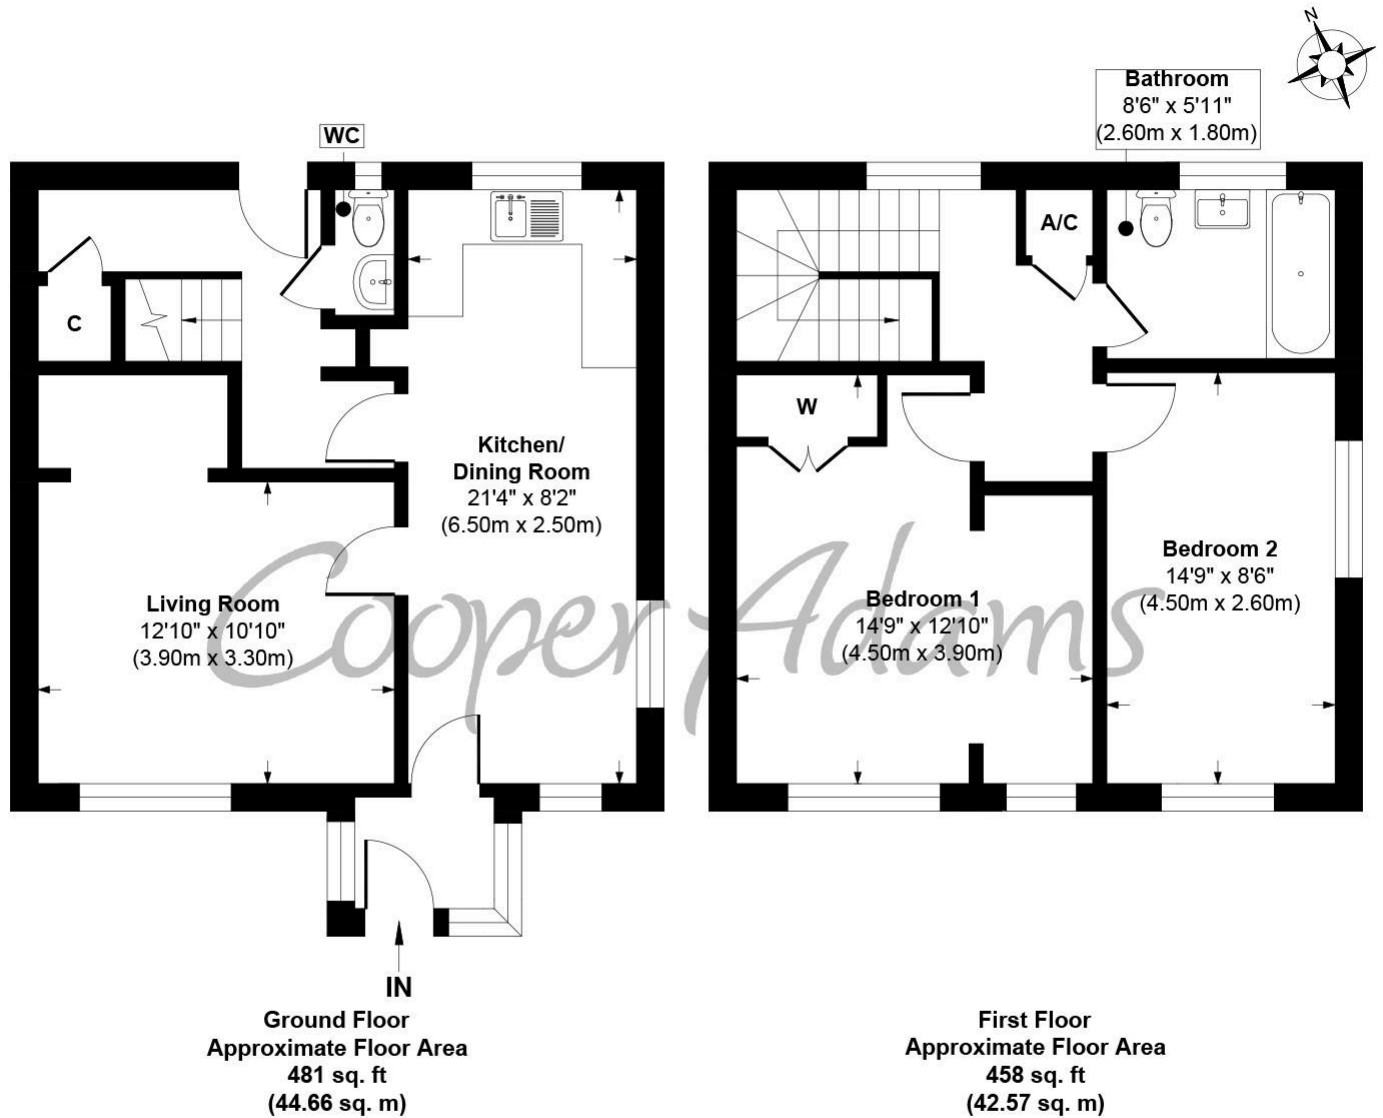 N
Bathroom
8'6" x 5'11"
(2.60m x 1.80m)
WC
A/C
C
W
Kitchen/
Dining Room
21'4" x 8'2"
(6.50m x 2.50m)
Living Room
12'10" x 10'10"
(3.90m x 3.30m)
Bedroom 1
14'9" x 12'10"
(4.50m x 3.90m)
Bedroom 2
14'9" x 8'6"
(4.50m x 2.60m)
Cooper Adams
IN
Ground Floor
Approximate Floor Area
481 sq. ft
(44.66 sq. m)
First Floor
Approximate Floor Area
458 sq. ft
(42.57 sq. m)